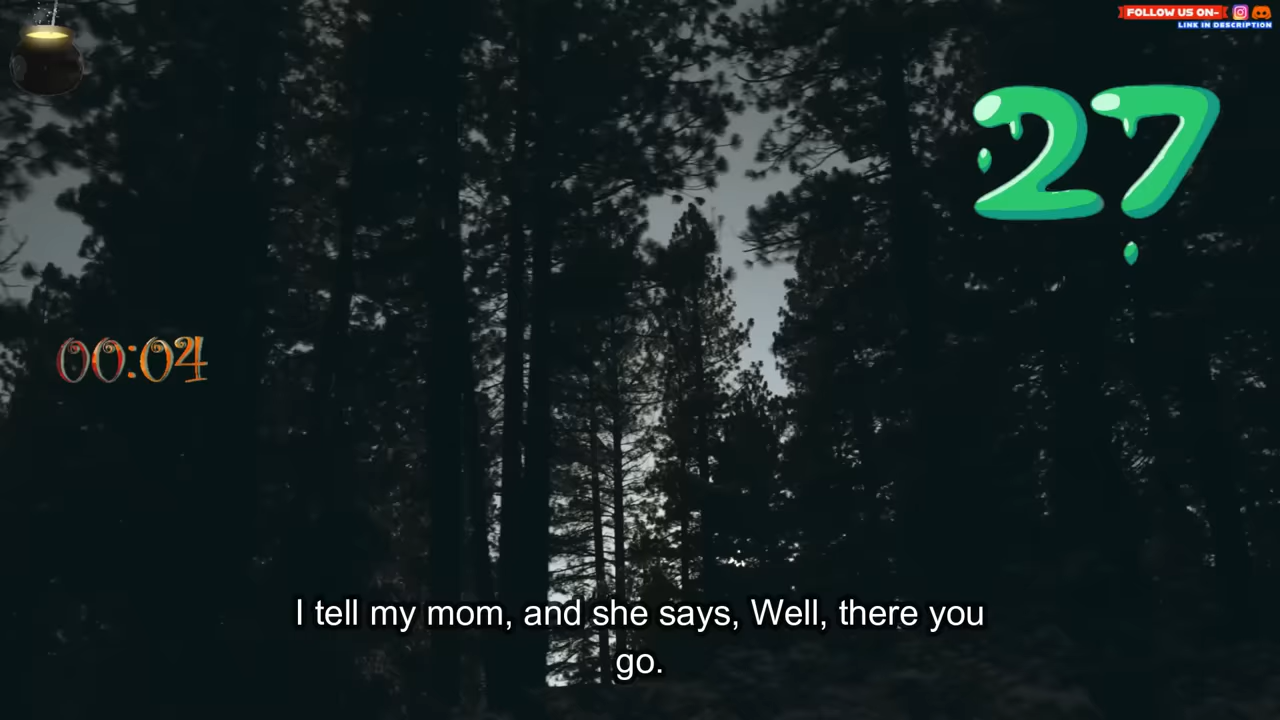 FOLLOW US ON-
LINK IN DESCRIPTION
27
00:04
I tell my mom, and she says, Well, there you
go.